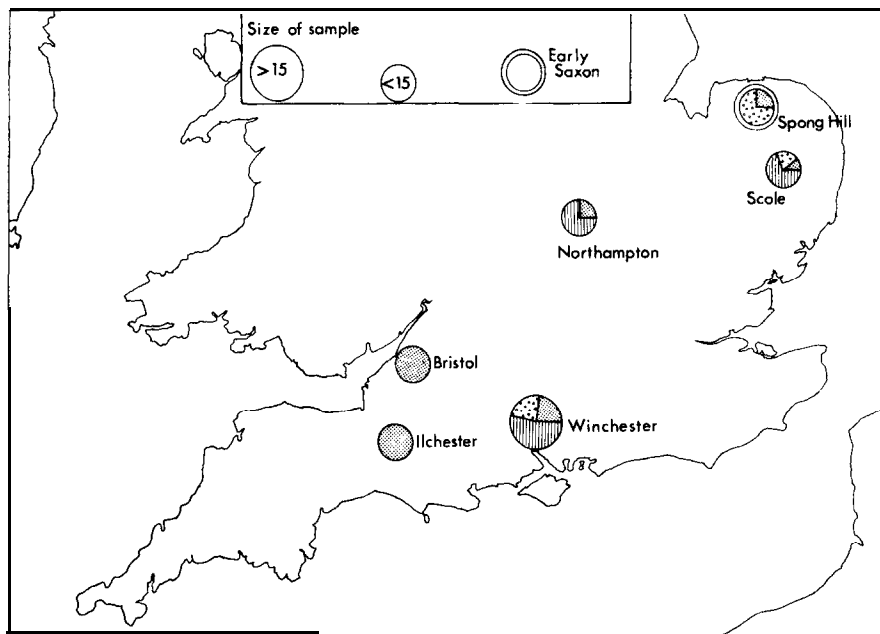 Size of sample
>15
<15
Early
Saxon
Spong Hill
Scole
Northampton
Bristol
Ilchester
Winchester